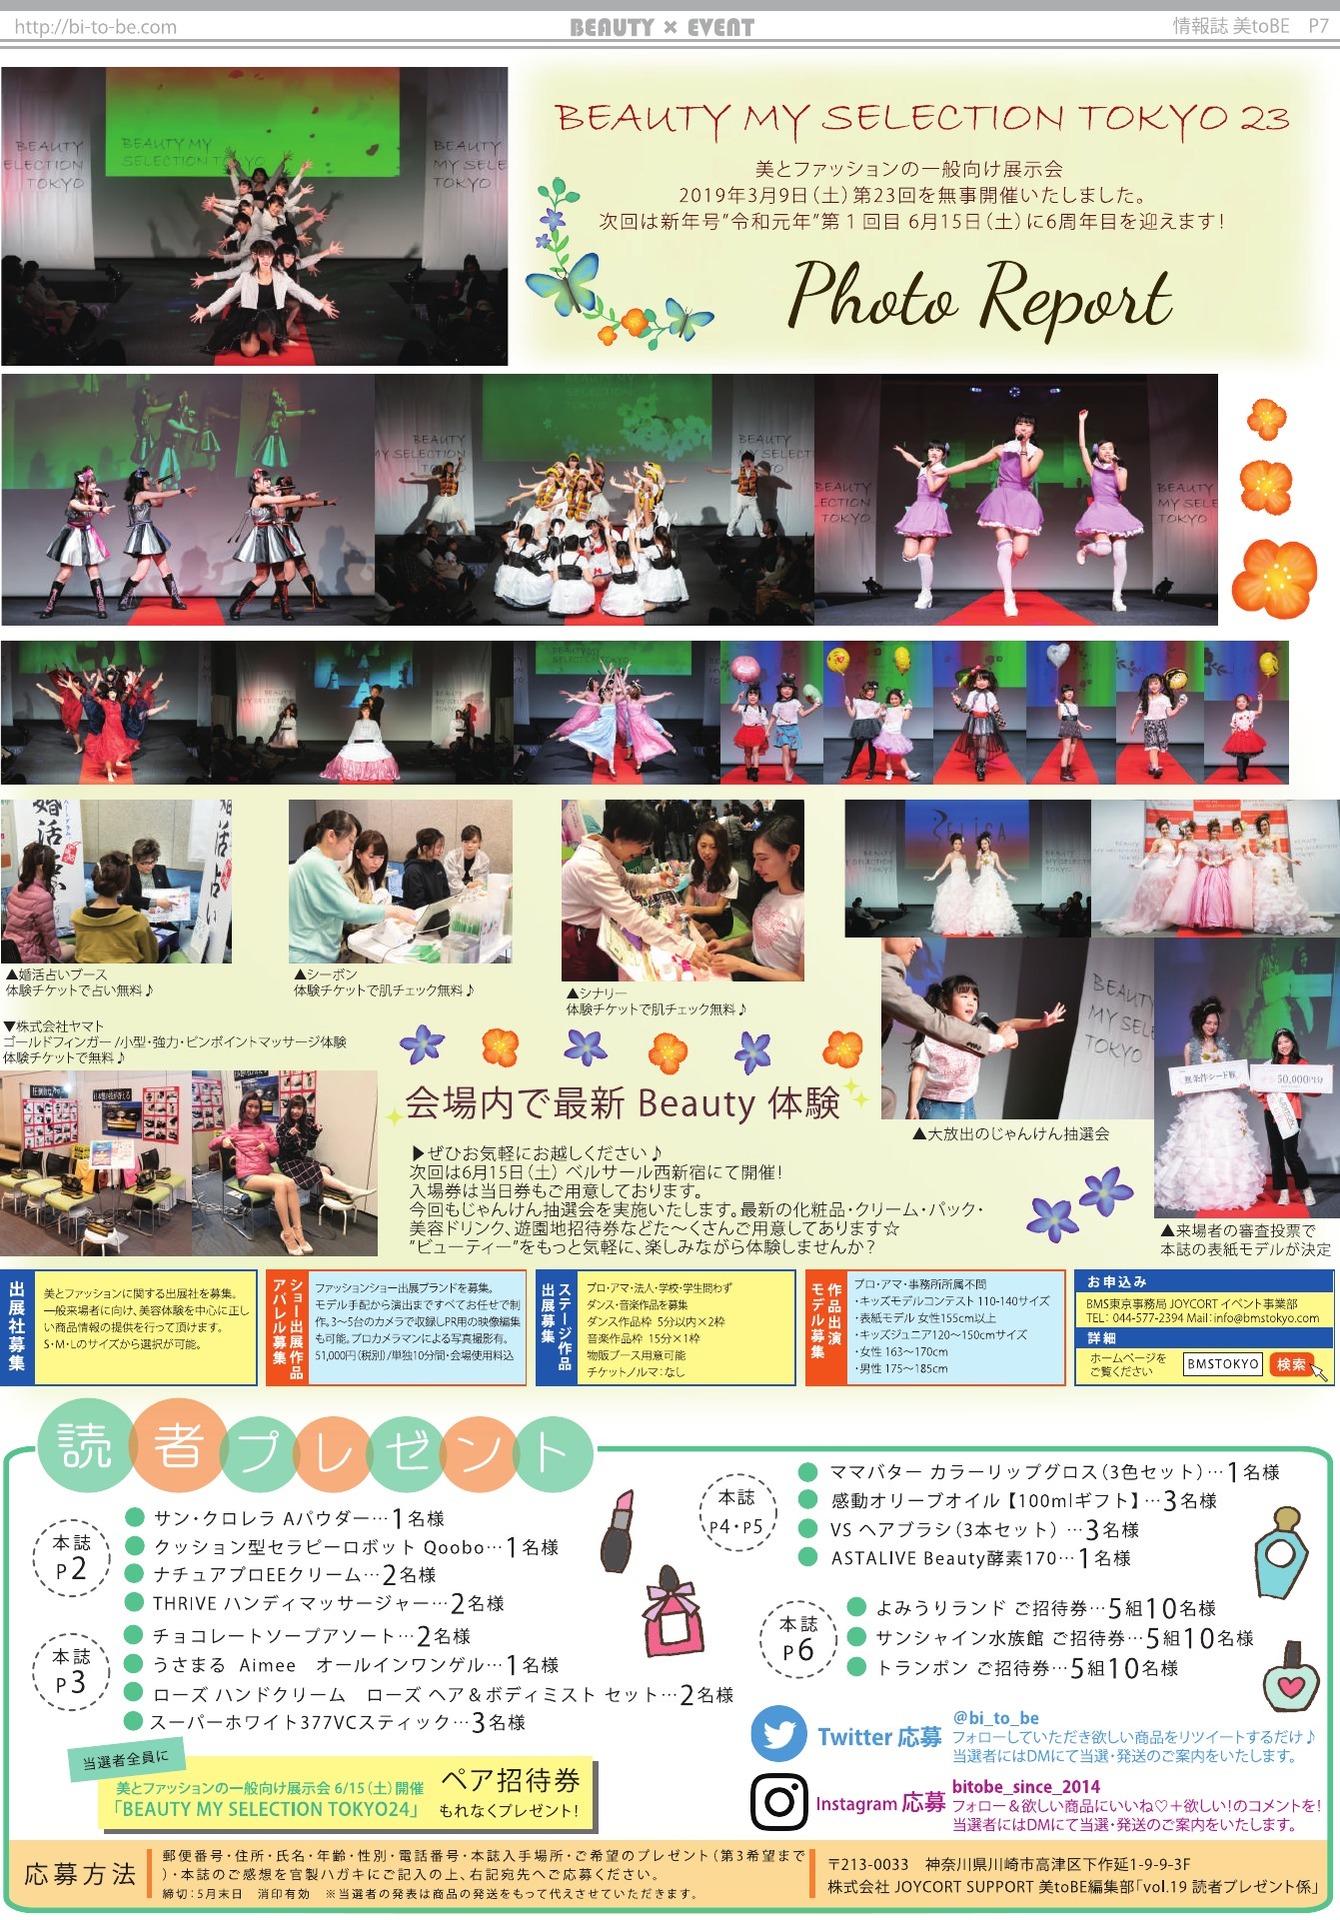 http://bi-to-be.com
BEAUTY × EVENT
情報誌 美toBE P7
BEAUTY MY SELECTION TOKYO 23
美とファッションの一般向け展示会
2019年3月9日（土）第23回を無事開催いたしました。
次回は新年号"令和元年"第1回目 6月15日（土）に6周年目を迎えます！
Photo Report
▲婚活占いブース
体験チケットで占い無料♪
▲シーボン
体験チケットで肌チェック無料♪
▲シナリー
体験チケットで肌チェック無料♪
▼株式会社ヤマト
ゴールドフィンガー/小型・強力・ピンポイントマッサージ体験
体験チケットで無料♪
会場内で最新 Beauty 体験
▶ぜひお気軽にお越しください♪
次回は6月15日（土）ベルサール西新宿にて開催！
入場券は当日券もご用意しております。
今回もじゃんけん抽選会を実施いたします。最新の化粧品・クリーム・パック・
美容ドリンク、遊園地招待券などた～くさんご用意してあります☆
"ビューティー"をもっと気軽に、楽しみながら体験しませんか？
▲大放出のじゃんけん抽選会
無条件シード権
50,000円分
▲来場者の審査投票で
本誌の表紙モデルが決定
出展社募集
美とファッションに関する出展社を募集。
一般来場者に向け、美容体験を中心に正し
い商品情報の提供を行って頂けます。
S・M・Lのサイズから選択が可能。
ショー出展作品
アパレル募集
ファッションショー出展ブランドを募集。
モデル手配から演出まですべてお任せで制
作。3～5台のカメラで収録しPR用の映像編集
も可能。プロカメラマンによる写真撮影有。
51,000円（税別）/単独10分間・会場使用料込
ステージ作品
出展募集
プロ・アマ・法人・学校・学生問わず
ダンス・音楽作品を募集
ダンス作品枠 5分以内×2枠
音楽作品枠 15分×1枠
物販ブース用意可能
チケットノルマ：なし
作品出演
モデル募集
プロ・アマ・事務所所属不問
・キッズモデルコンテスト 110-140サイズ
・表紙モデル 女性155cm以上
・キッズジュニア120～150cmサイズ
・女性 163～170cm
・男性 175～185cm
お申込み
BMS東京事務局 JOYCORT イベント事業部
TEL：044-577-2394 Mail：info@bmstokyo.com
詳細
ホームページを
ご覧ください
BMSTOKYO
検索
読者プレゼント
本誌
P2
サン・クロレラ Aパウダー…1名様
クッション型セラピーロボット Qoobo…1名様
ナチュアプロEEクリーム…2名様
THRIVE ハンディマッサージャー…2名様
本誌
P3
チョコレートソープアソート…2名様
うさまる Aimee オールインワンゲル…1名様
ローズ ハンドクリーム ローズ ヘア＆ボディミスト セット…2名様
スーパーホワイト377VCスティック…3名様
本誌
P4・P5
ママバター カラーリップグロス（3色セット）…1名様
感動オリーブオイル【100mlギフト】…3名様
VS ヘアブラシ（3本セット）…3名様
ASTALIVE Beauty酵素170…1名様
本誌
P6
よみうりランド ご招待券…5組10名様
サンシャイン水族館 ご招待券…5組10名様
トランポン ご招待券…5組10名様
当選者全員に
美とファッションの一般向け展示会 6/15（土）開催
「BEAUTY MY SELECTION TOKYO24」
ペア招待券
もれなくプレゼント！
Twitter 応募
@bi_to_be
フォローしていただき欲しい商品をリツイートするだけ♪
当選者にはDMにて当選・発送のご案内をいたします。
Instagram 応募
bitobe_since_2014
フォロー＆欲しい商品にいいね♡＋欲しい！のコメントを！
当選者にはDMにて当選・発送のご案内をいたします。
応募方法
郵便番号・住所・氏名・年齢・性別・電話番号・本誌入手場所・ご希望のプレゼント（第3希望まで
）・本誌のご感想を官製ハガキにご記入の上、右記宛先へご応募ください。
締切：5月末日 消印有効 ※当選者の発表は商品の発送をもって代えさせていただきます。
〒213-0033 神奈川県川崎市高津区下作延1-9-9-3F
株式会社 JOYCORT SUPPORT 美toBE編集部「vol.19 読者プレゼント係」